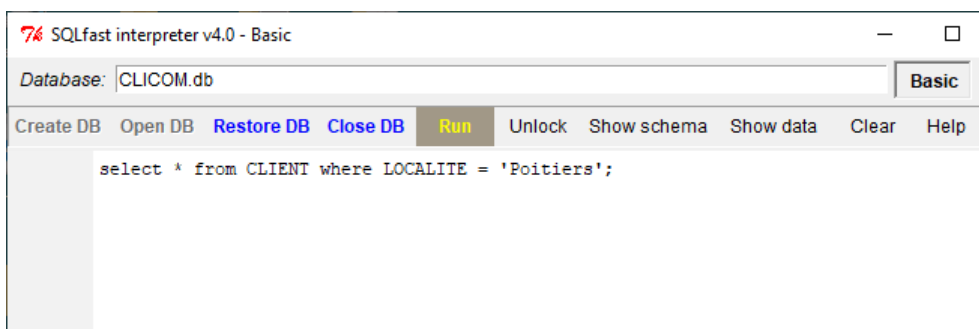 SQLfast interpreter v4.0 - Basic
Database: CLICOM.db Basic
Create DB Open DB Restore DB Close DB Run Unlock Show schema Show data Clear Help
select * from CLIENT where LOCALITE = 'Poitiers';